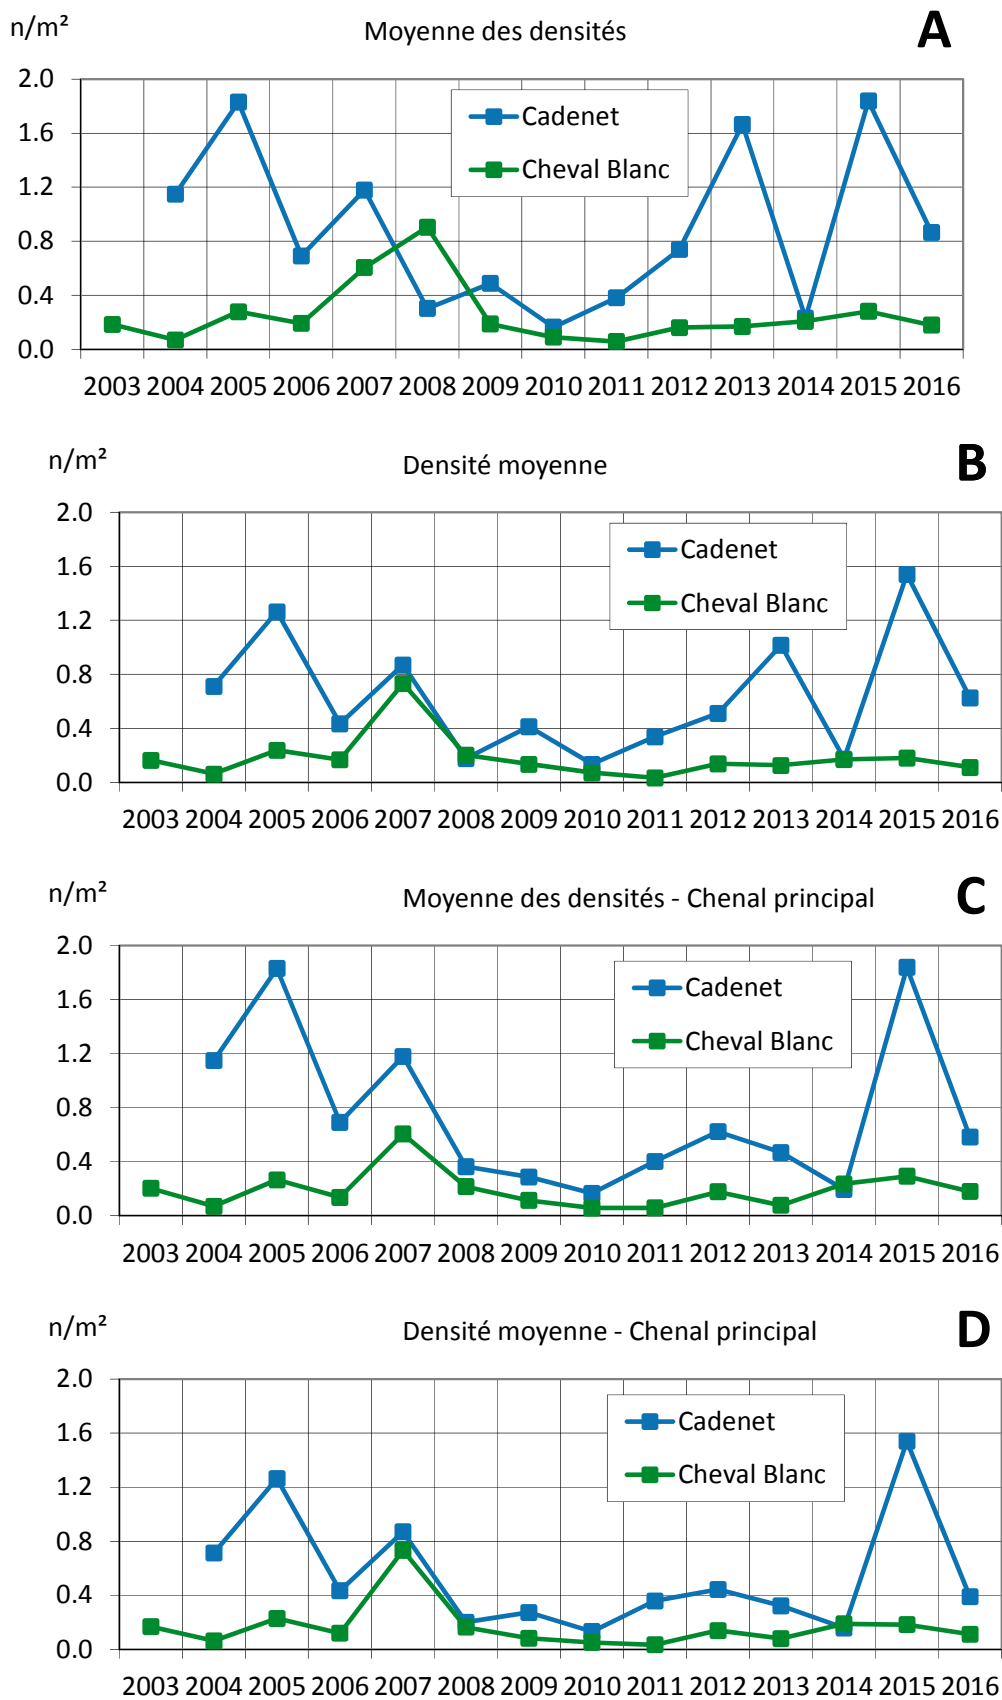 n/m²
Moyenne des densités
A
2.0
1.6
1.2
0.8
0.4
0.0
Cadenet
Cheval Blanc
2003 2004 2005 2006 2007 2008 2009 2010 2011 2012 2013 2014 2015 2016
n/m²
Densité moyenne
B
2.0
1.6
1.2
0.8
0.4
0.0
Cadenet
Cheval Blanc
2003 2004 2005 2006 2007 2008 2009 2010 2011 2012 2013 2014 2015 2016
n/m²
Moyenne des densités - Chenal principal
C
2.0
1.6
1.2
0.8
0.4
0.0
Cadenet
Cheval Blanc
2003 2004 2005 2006 2007 2008 2009 2010 2011 2012 2013 2014 2015 2016
n/m²
Densité moyenne - Chenal principal
D
2.0
1.6
1.2
0.8
0.4
0.0
Cadenet
Cheval Blanc
2003 2004 2005 2006 2007 2008 2009 2010 2011 2012 2013 2014 2015 2016